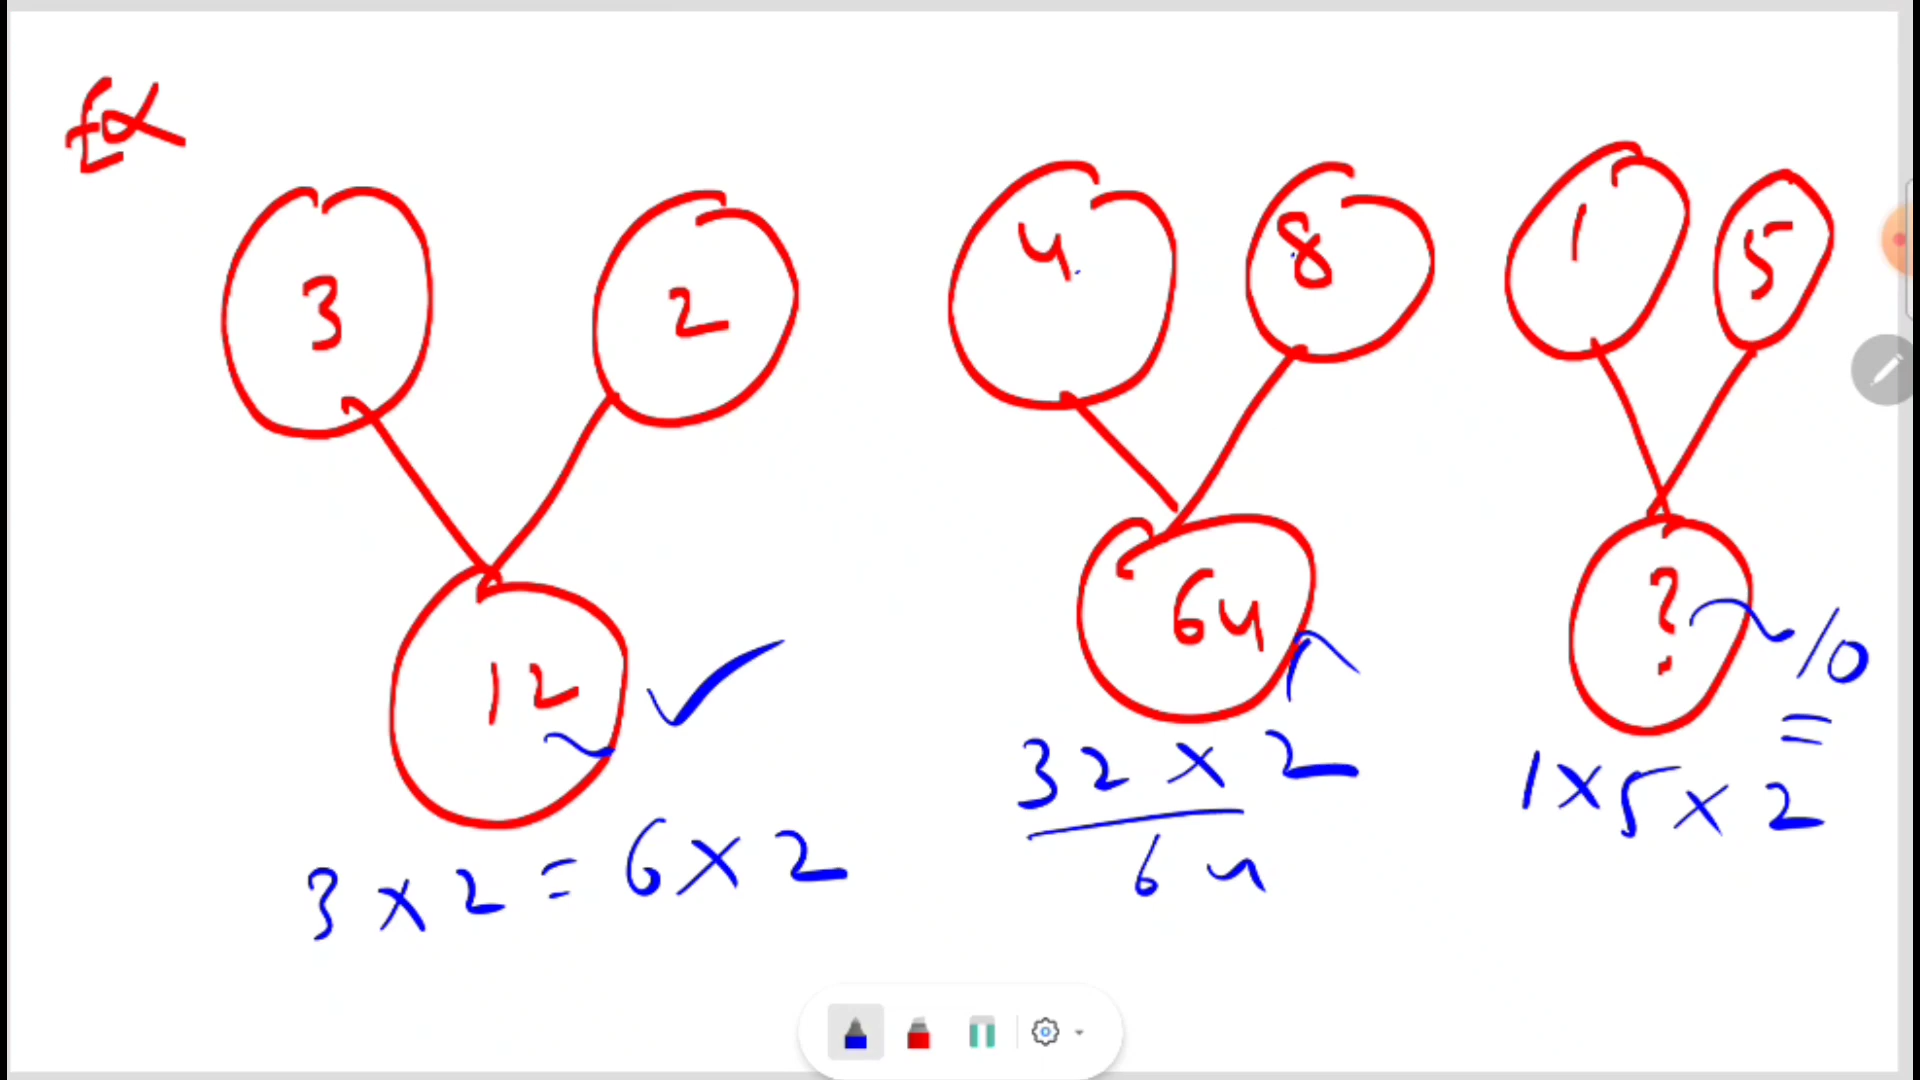 Ex
3 2 4 8 1 5
12 64 ? 10
3 × 2 = 6 × 2
32 × 2
64
1 × 5 × 2
=